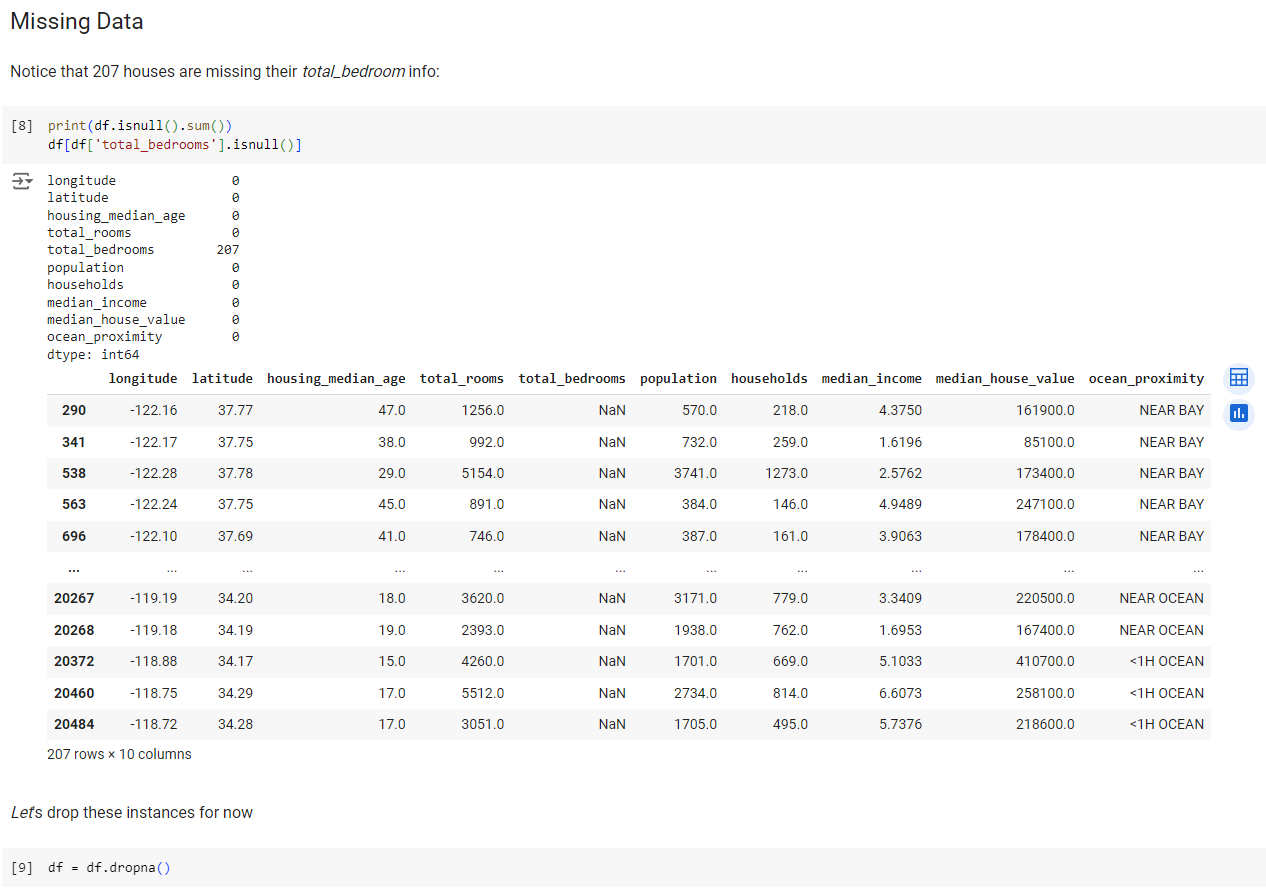 Missing Data
Notice that 207 houses are missing their total_bedroom info:
[8] print(df.isnull().sum())
df[df['total_bedrooms'].isnull()]
longitude 0
latitude 0
housing_median_age 0
total_rooms 0
total_bedrooms 207
population 0
households 0
median_income 0
median_house_value 0
ocean_proximity 0
dtype: int64
longitude latitude housing_median_age total_rooms total_bedrooms population households median_income median_house_value ocean_proximity
290 -122.16 37.77 47.0 1256.0 NaN 570.0 218.0 4.3750 161900.0 NEAR BAY
341 -122.17 37.75 38.0 992.0 NaN 732.0 259.0 1.6196 85100.0 NEAR BAY
538 -122.28 37.78 29.0 5154.0 NaN 3741.0 1273.0 2.5762 173400.0 NEAR BAY
563 -122.24 37.75 45.0 891.0 NaN 384.0 146.0 4.9489 247100.0 NEAR BAY
696 -122.10 37.69 41.0 746.0 NaN 387.0 161.0 3.9063 178400.0 NEAR BAY
... ... ... ... ... ... ... ... ... ... ...
20267 -119.19 34.20 18.0 3620.0 NaN 3171.0 779.0 3.3409 220500.0 NEAR OCEAN
20268 -119.18 34.19 19.0 2393.0 NaN 1938.0 762.0 1.6953 167400.0 NEAR OCEAN
20372 -118.88 34.17 15.0 4260.0 NaN 1701.0 669.0 5.1033 410700.0 <1H OCEAN
20460 -118.75 34.29 17.0 5512.0 NaN 2734.0 814.0 6.6073 258100.0 <1H OCEAN
20484 -118.72 34.28 17.0 3051.0 NaN 1705.0 495.0 5.7376 218600.0 <1H OCEAN
207 rows × 10 columns
Let's drop these instances for now
[9] df = df.dropna()